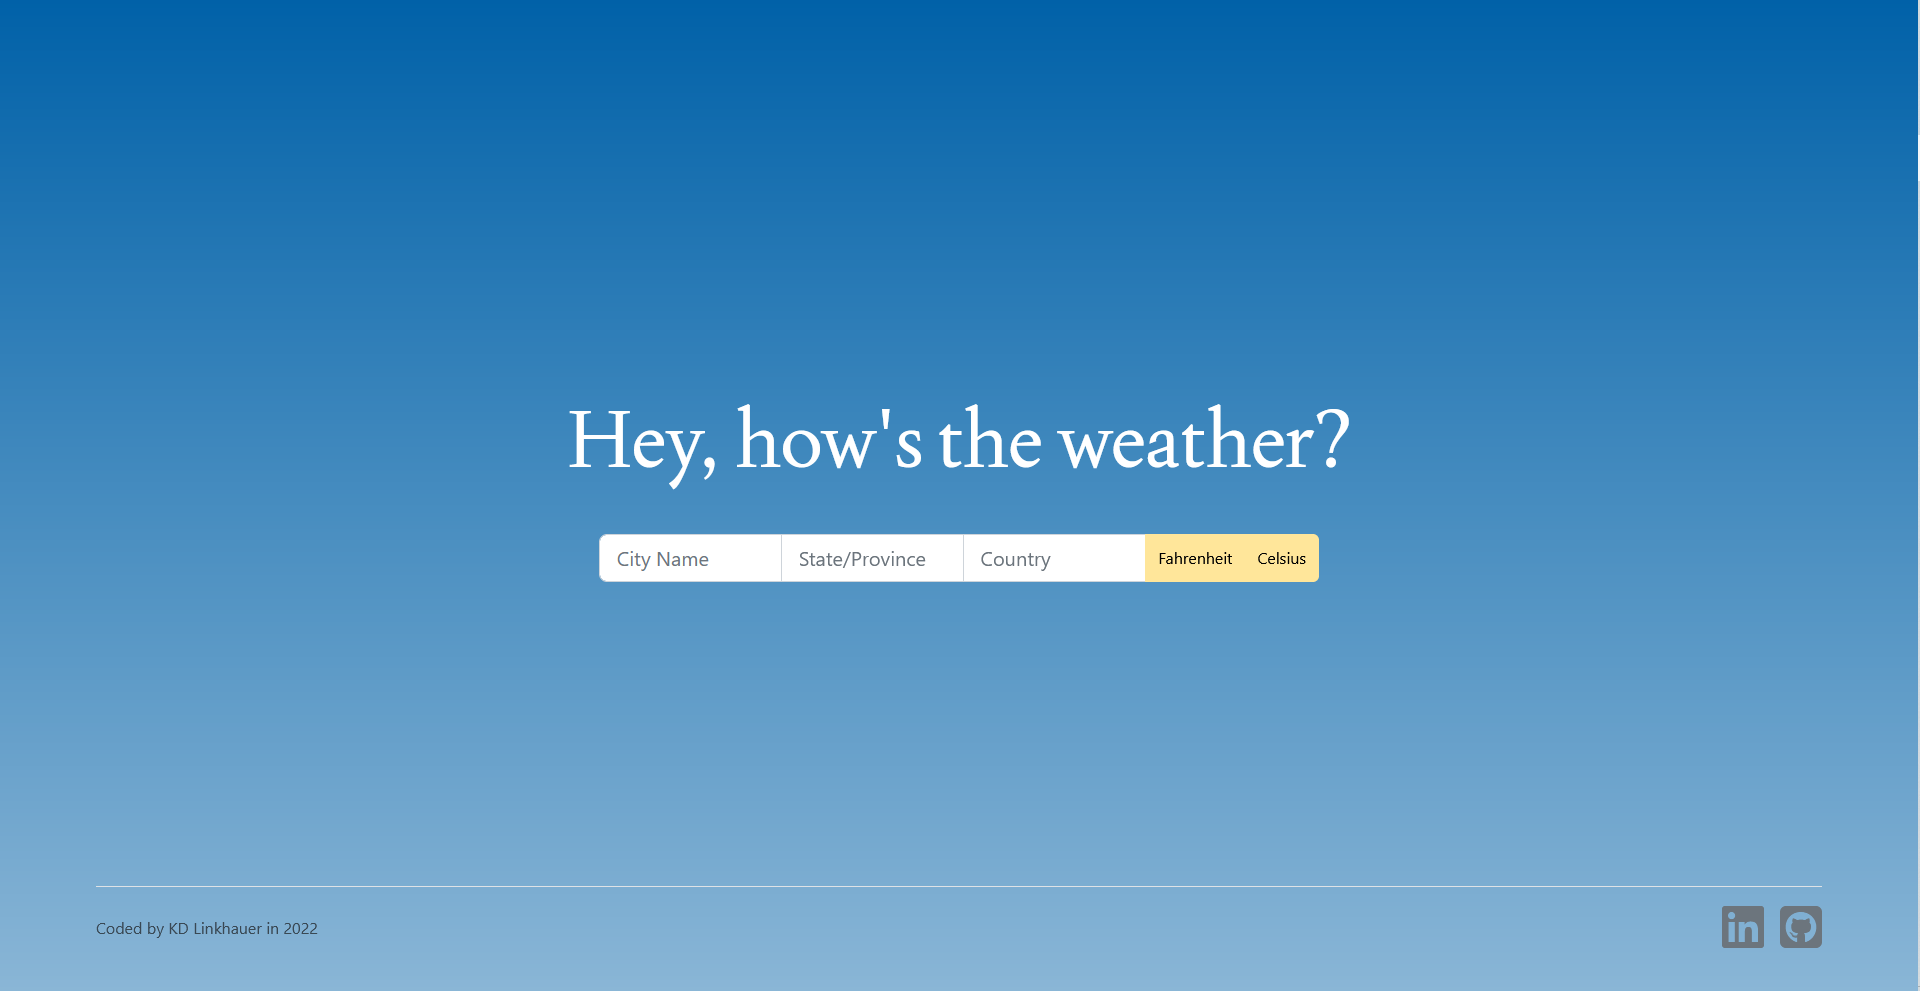 Hey, how's the weather?
City Name State/Province Country Fahrenheit Celsius
Coded by KD Linkhauer in 2022
in